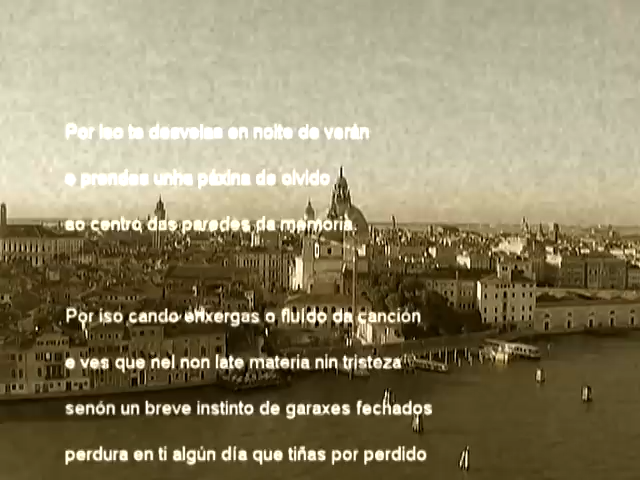 Por iso te desvelas en noite de verán
e prendes unha páxina de olvido
ao centro das paredes da memoria.
Por iso cando enxergas o fluído da canción
e ves que nel non late materia nin tristeza
senón un breve instinto de garaxes fechados
perdura en ti algún día que tiñas por perdido